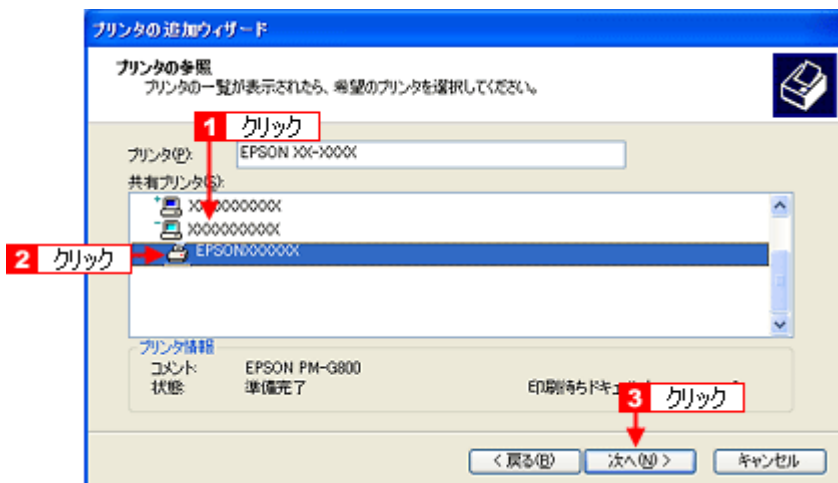 プリンタの追加ウィザード
プリンタの参照
プリンタの一覧が表示されたら、希望のプリンタを選択してください。
1 クリック
プリンタ(P): EPSON XX-XXXX
共有プリンタ(S):
XXXXXXXXXX
XXXXXXXXXX
2 クリック
EPSONXXXXXX
プリンタ情報
コメント: EPSON PM-G800
状態: 準備完了
印刷待ちドキュ
3 クリック
< 戻る(B) 次へ(N) > キャンセル